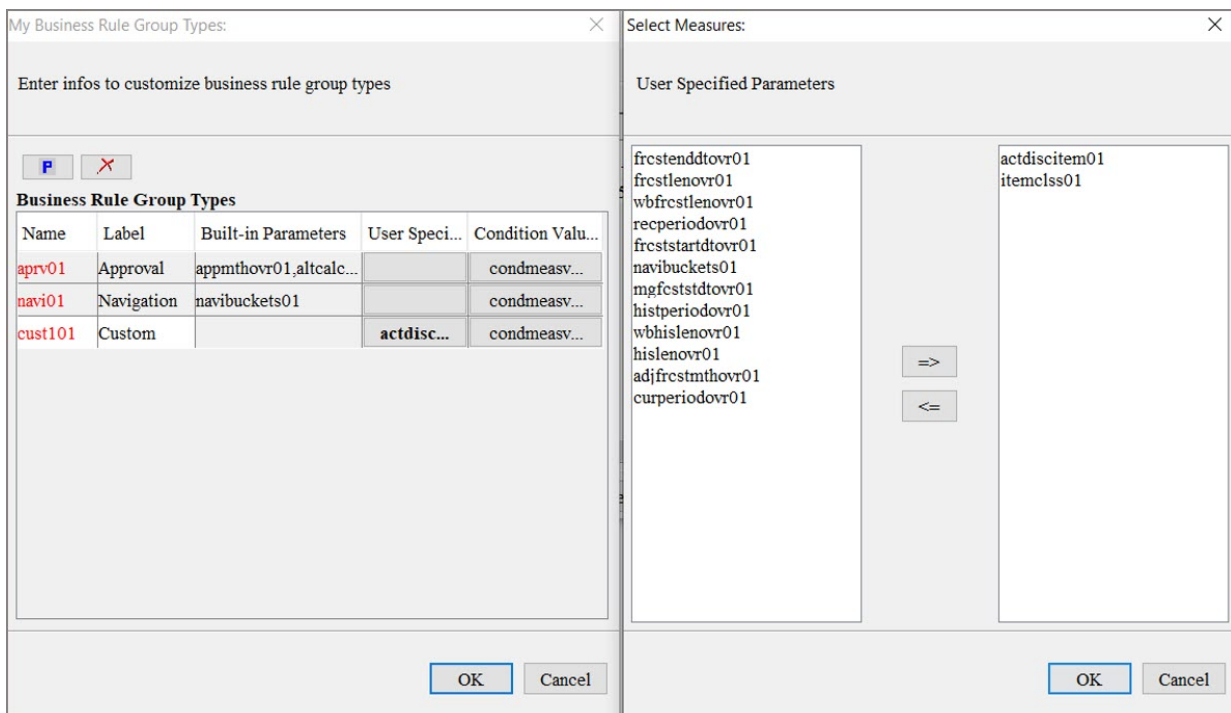 My Business Rule Group Types:
Enter infos to customize business rule group types
P
Business Rule Group Types
Name Label Built-in Parameters User Speci... Condition Valu...
aprv01 Approval appmthovr01,altcalc... condmeasv...
navi01 Navigation navibuckets01 condmeasv...
cust101 Custom actdisc... condmeasv...
OK Cancel
Select Measures:
User Specified Parameters
frcstenddtovr01
frcstlenovr01
wbfrcstlenovr01
recperiodovr01
frcststartdtovr01
navibuckets01
mgfcststdtovr01
histperiodovr01
wbhislenovr01
hislenovr01
adjfrcstmthovr01
curperiodovr01
=>
<=
actdiscitem01
itemclss01
OK Cancel